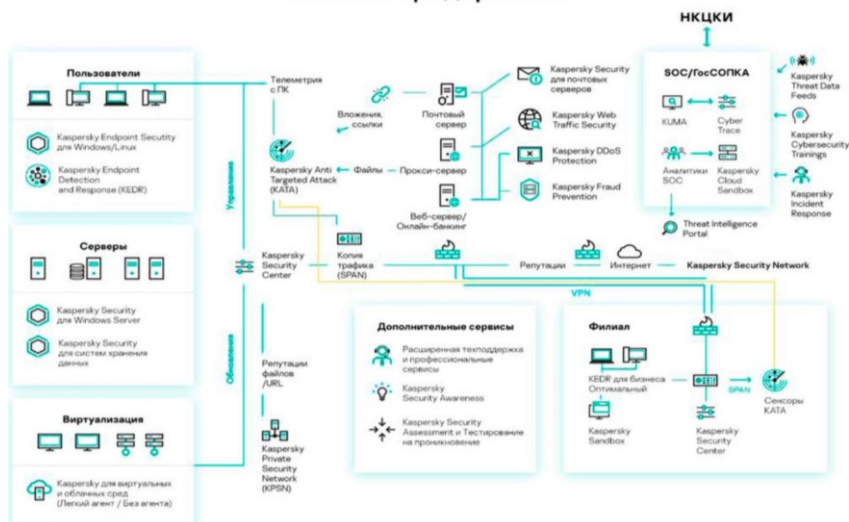 НКЦКИ
Пользователи
Kaspersky Endpoint Secutity
для Windows/Linux
Kaspersky Endpoint
Detection
and Response (KEDR)
Серверы
Kaspersky Security
для Windows Server
Kaspersky Security
для систем хранения
данных
Виртуализация
Kaspersky для виртуальных
и облачных сред
(Легкий агент / Без агента)
Управление
Обновления
Телеметрия
с ПК
Вложения,
ссылки
Kaspersky Anti
Targeted Attack
(KATA)
Файлы
Почтовый
сервер
Прокси-сервер
Веб-сервер/
Онлайн-банкинг
Kaspersky Security
для почтовых
серверов
Kaspersky Web
Traffic Security
Kaspersky DDoS
Protection
Kaspersky Fraud
Prevention
SOC/ГосСОПКА
KUMA
Cyber
Trace
Аналитики
SOC
Kaspersky
Cloud
Sandbox
Threat Intelligence
Portal
Kaspersky
Threat Data
Feeds
Kaspersky
Cybersecurity
Trainings
Kaspersky
Incident
Response
Kaspersky
Security
Center
Копия
трафика
(SPAN)
Репутации
Интернет
Kaspersky Security Network
VPN
Репутации
файлов
/URL
Kaspersky
Private
Security
Network
(KPSN)
Дополнительные сервисы
Расширенная техподдержка
и профессиональные
сервисы
Kaspersky
Security Awareness
Kaspersky Security
Assessment и Тестирование
на проникновение
Филиал
KEDR для бизнеса
Оптимальный
SPAN
Сенсоры
KATA
Kaspersky
Sandbox
Kaspersky
Security
Center